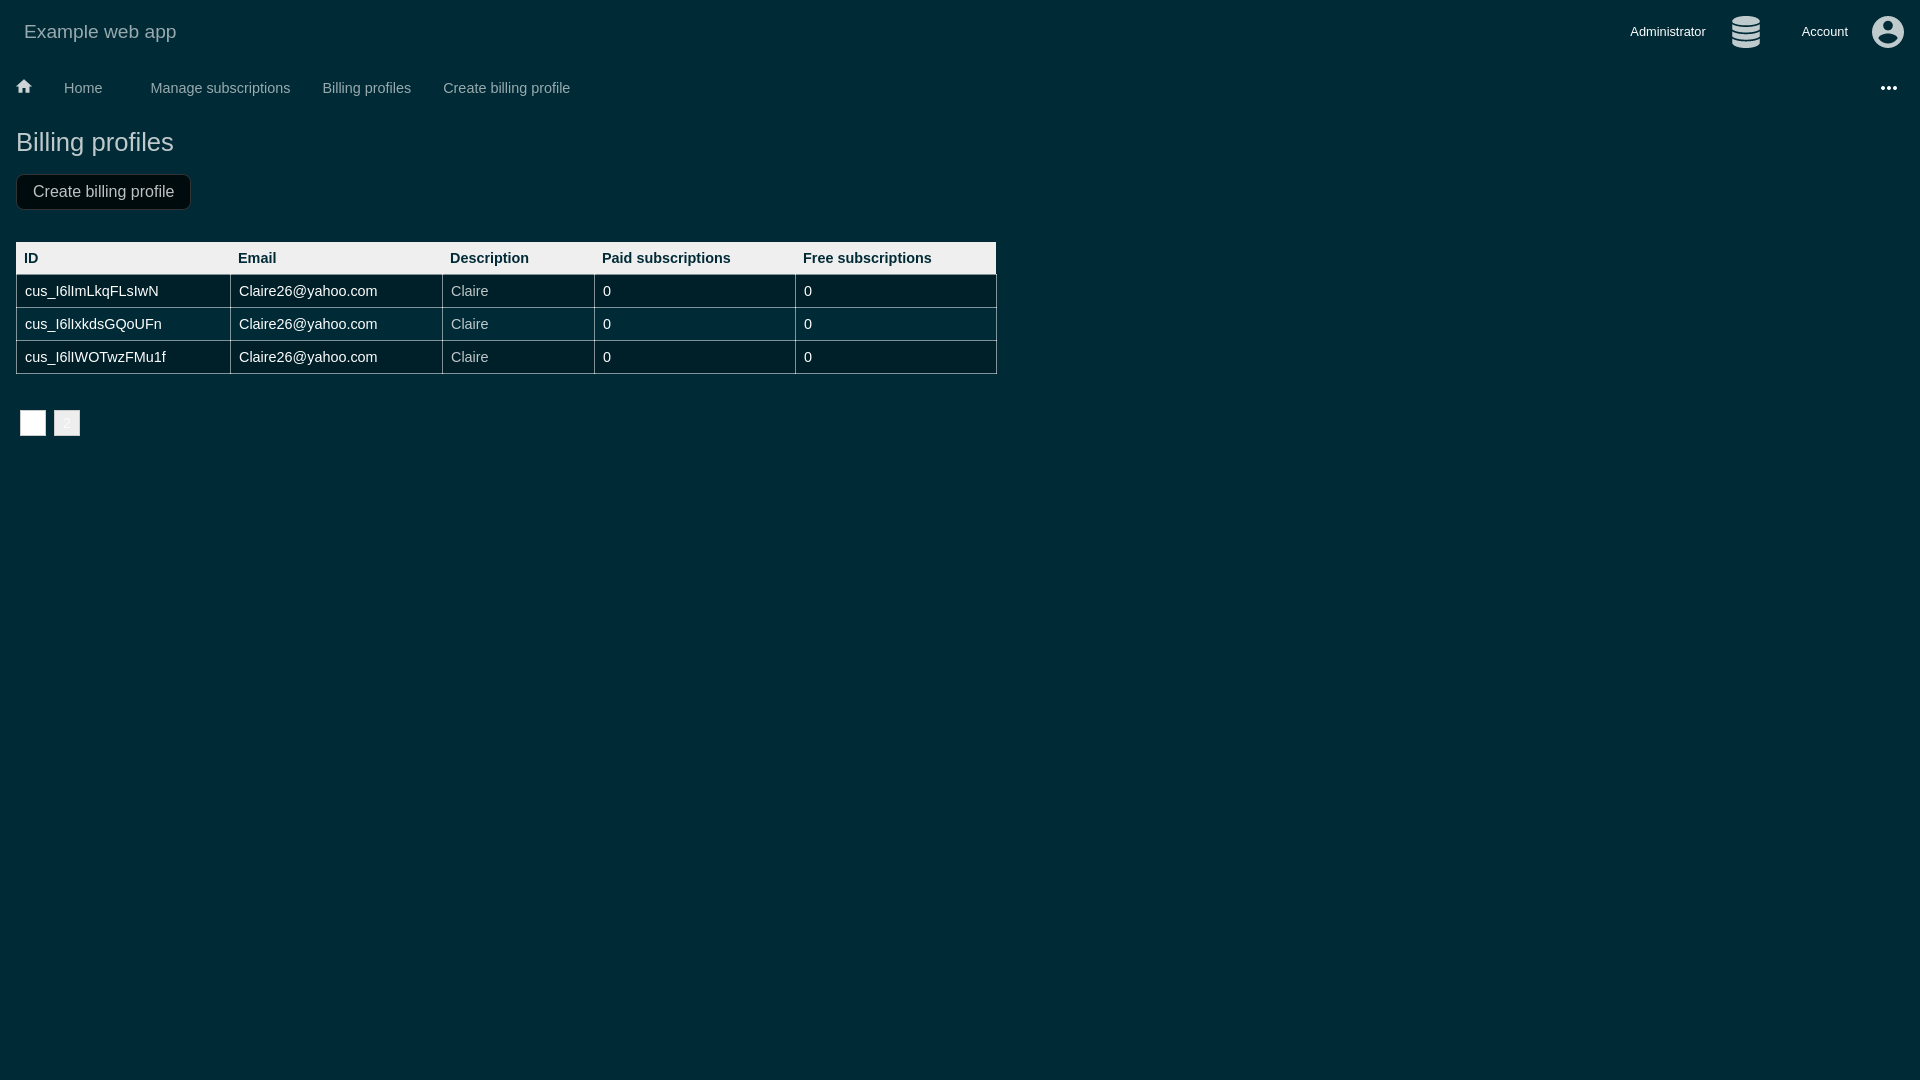 Example web app
Administrator
Account
Home
Manage subscriptions
Billing profiles
Create billing profile
Billing profiles
Create billing profile
ID Email Description Paid subscriptions Free subscriptions
cus_I6lImLkqFLsIwN Claire26@yahoo.com Claire 0 0
cus_I6lIxkdsGQoUFn Claire26@yahoo.com Claire 0 0
cus_I6lIWOTwzFMu1f Claire26@yahoo.com Claire 0 0
2